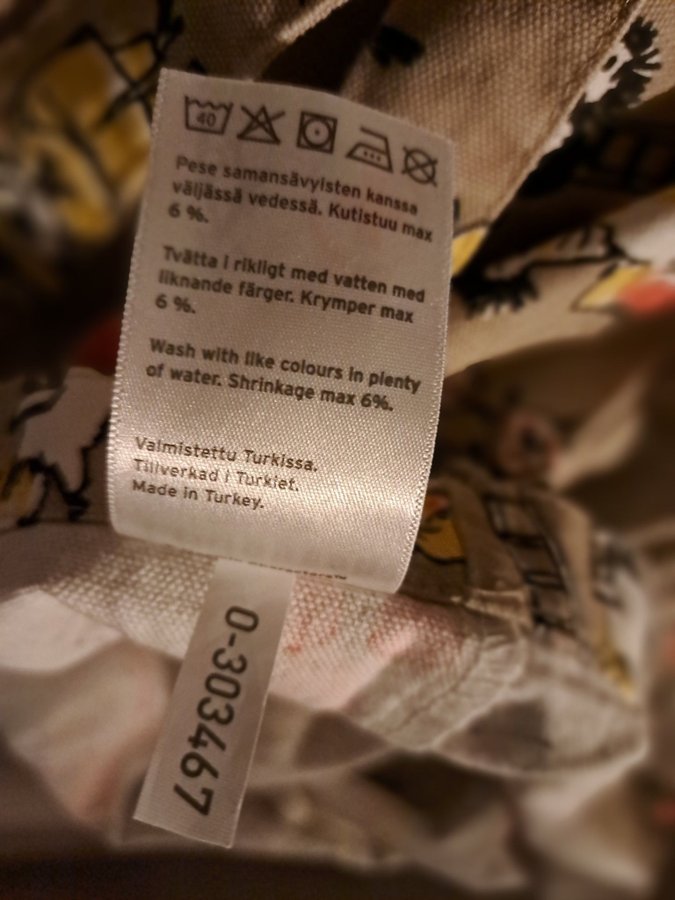 40
Pese samansävyisten kanssa
väljässä vedessä. Kutistuu max
6 %.
Tvätta i rikligt med vatten med
liknande färger. Krymper max
6 %.
Wash with like colours in plenty
of water. Shrinkage max 6%.
Valmistettu Turkissa.
Tillverkad i Turkiet.
Made in Turkey.
0-303467